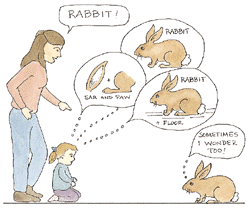 RABBIT!
RABBIT
RABBIT
EAR AND PAW
FLOOR
SOMETIMES
I WONDER
TOO!